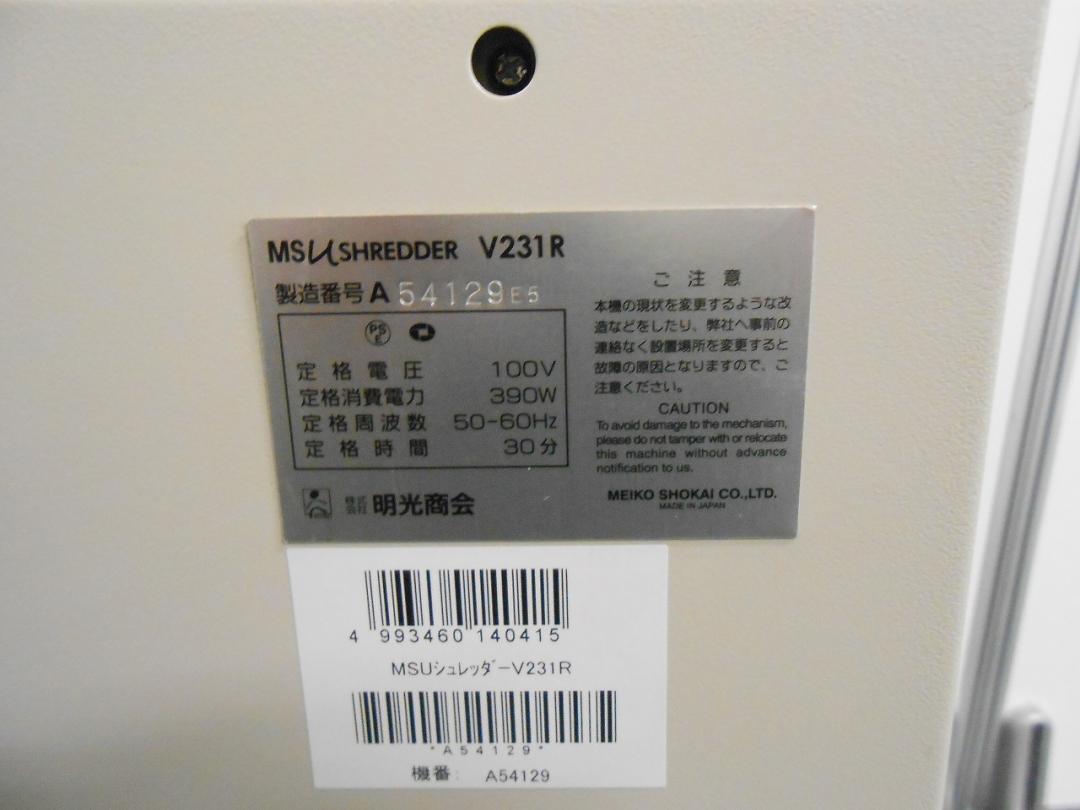 MSU SHREDDER V231R
製造番号 A 54129 E5
PS
E
定格電圧 100V
定格消費電力 390W
定格周波数 50-60Hz
定格時間 30分
株式会社 明光商会
ご注意
本機の現状を変更するような改
造などをしたり、弊社へ事前の
連絡なく設置場所を変更すると
故障の原因となりますので、ご
注意ください。
CAUTION
To avoid damage to the mechanism,
please do not tamper with or relocate
this machine without advance
notification to us.
MEIKO SHOKAI CO.,LTD.
MADE IN JAPAN
4 993460 140415
MSUシュレッダーV231R
*A54129*
機番: A54129